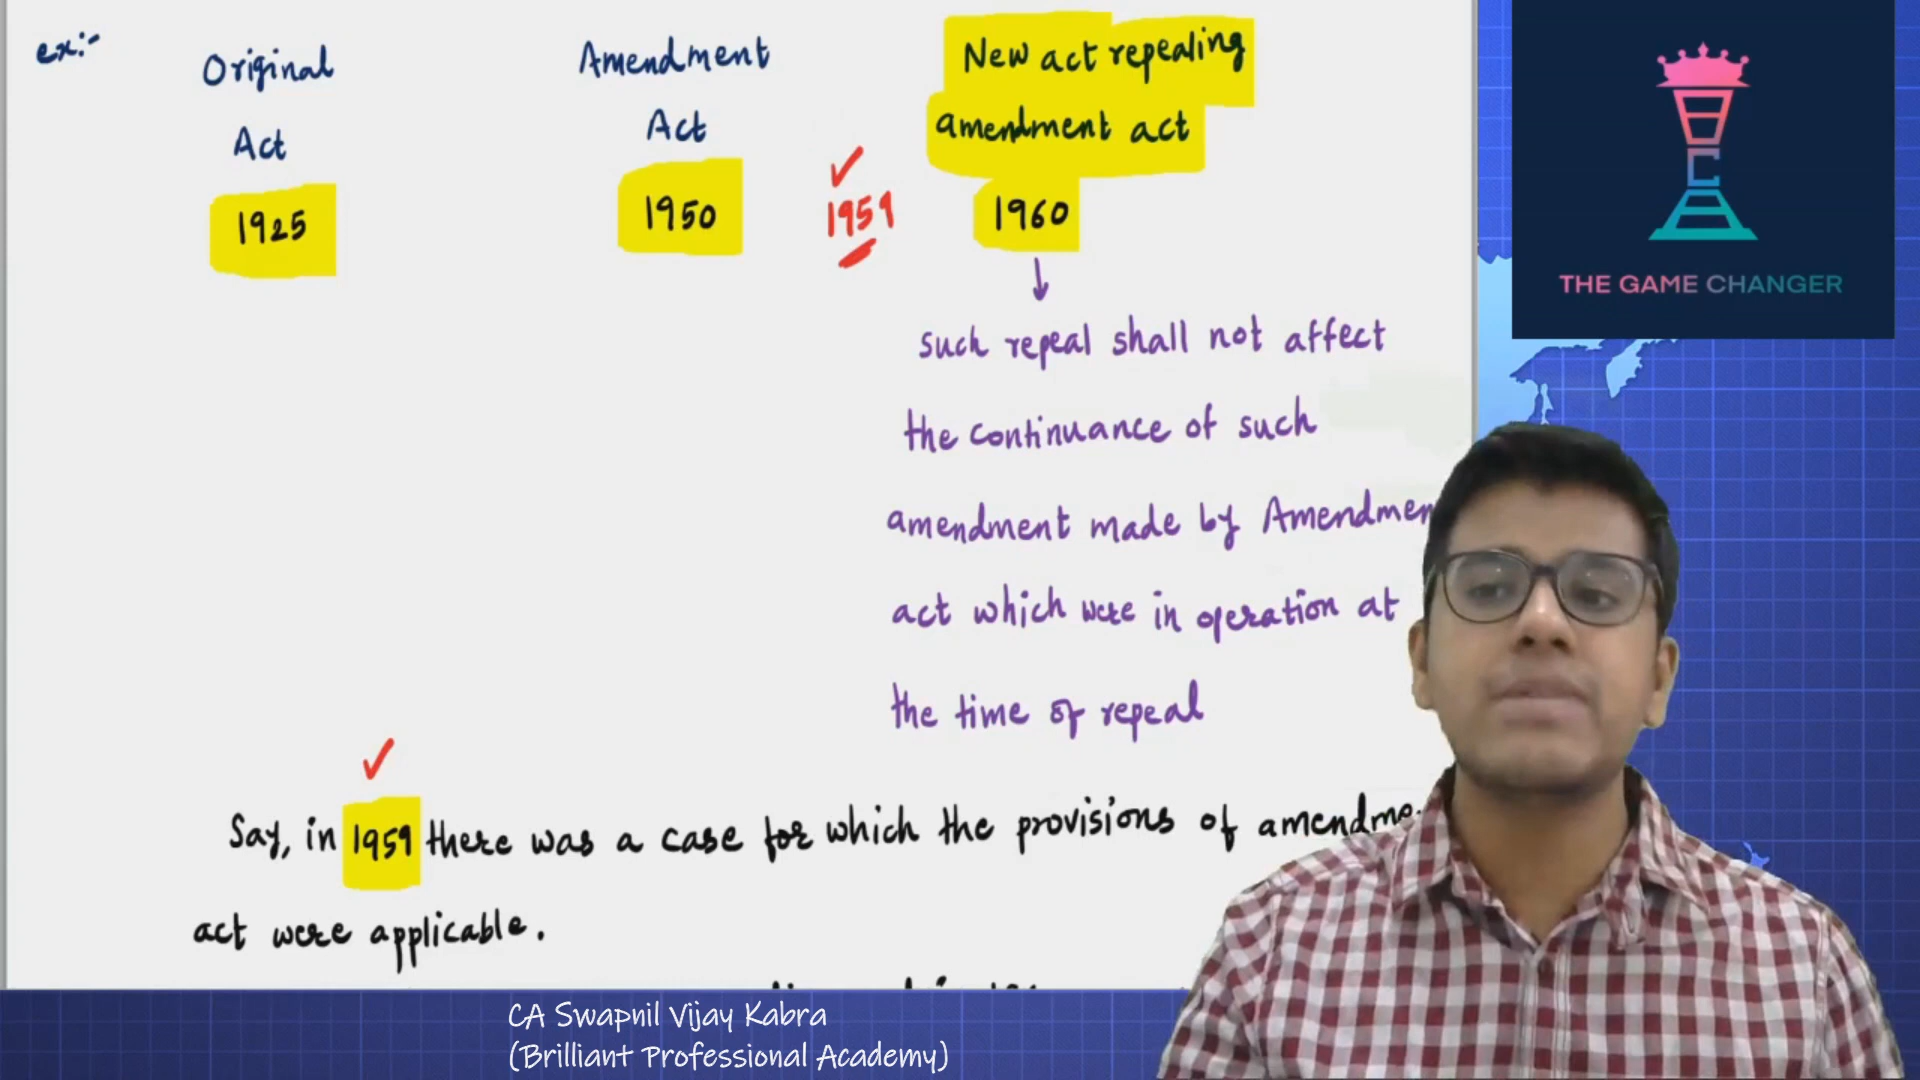 ex:-
Original
Act
1925
Amendment
Act
1950
1959
New act repealing
amendment act
1960
such repeal shall not affect
the continuance of such
amendment made by Amendmen
act which were in operation at
the time of repeal
Say, in 1959 there was a case for which the provisions of amendme
act were applicable.
THE GAME CHANGER
CA Swapnil Vijay Kabra
(Brilliant Professional Academy)